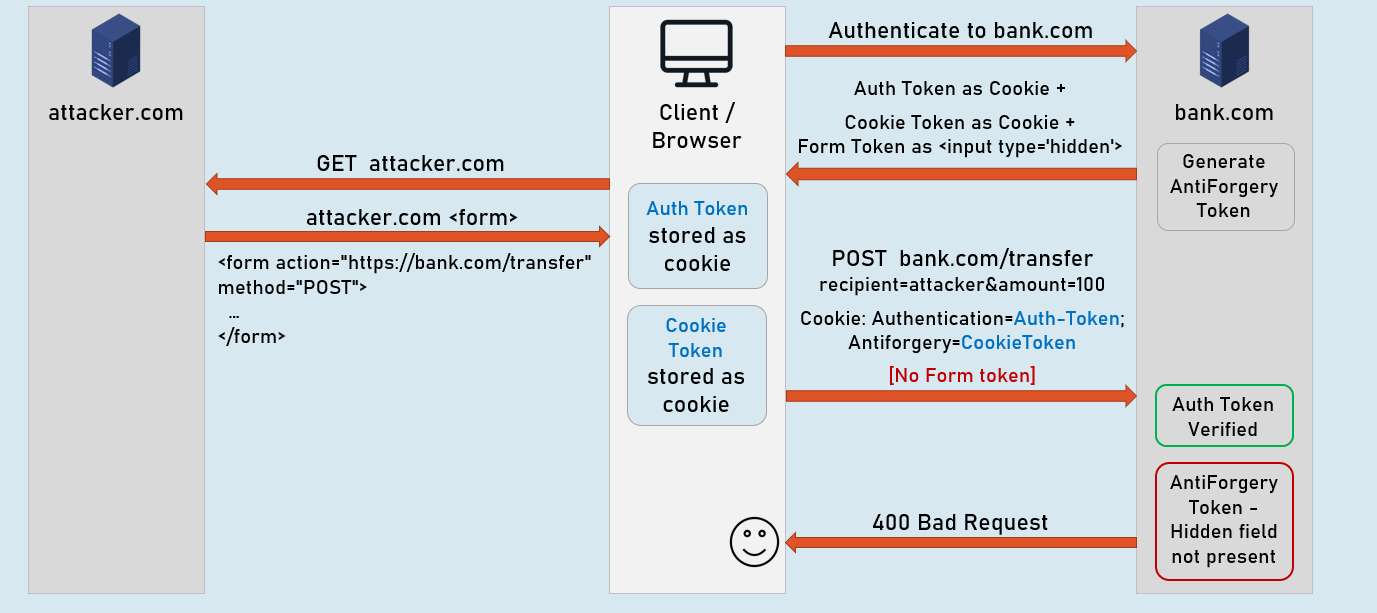 attacker.com
GET  attacker.com
attacker.com <form>
<form action="https://bank.com/transfer"
method="POST">
…
</form>
Client /
Browser
Auth Token
stored as
cookie
Cookie
Token
stored as
cookie
Authenticate to bank.com
Auth Token as Cookie +
Cookie Token as Cookie +
Form Token as <input type='hidden'>
POST  bank.com/transfer
recipient=attacker&amount=100
Cookie: Authentication=Auth-Token;
Antiforgery=CookieToken
[No Form token]
400 Bad Request
bank.com
Generate
AntiForgery
Token
Auth Token
Verified
AntiForgery
Token -
Hidden field
not present